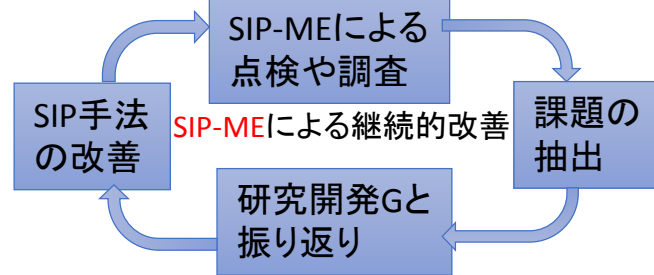 SIP-MEによる
点検や調査
SIP手法
の改善
SIP-MEによる継続的改善
課題の
抽出
研究開発Gと
振り返り